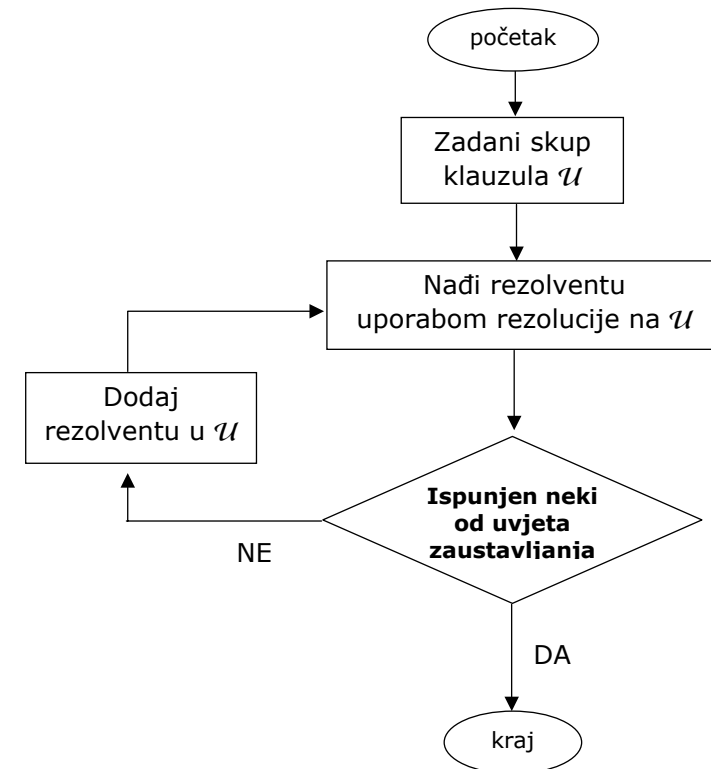 početak
Zadani skup
klauzula 𝒰
Nađi rezolventu
uporabom rezolucije na 𝒰
Dodaj
rezolventu u 𝒰
Ispunjen neki
od uvjeta
zaustavljanja
NE
DA
kraj